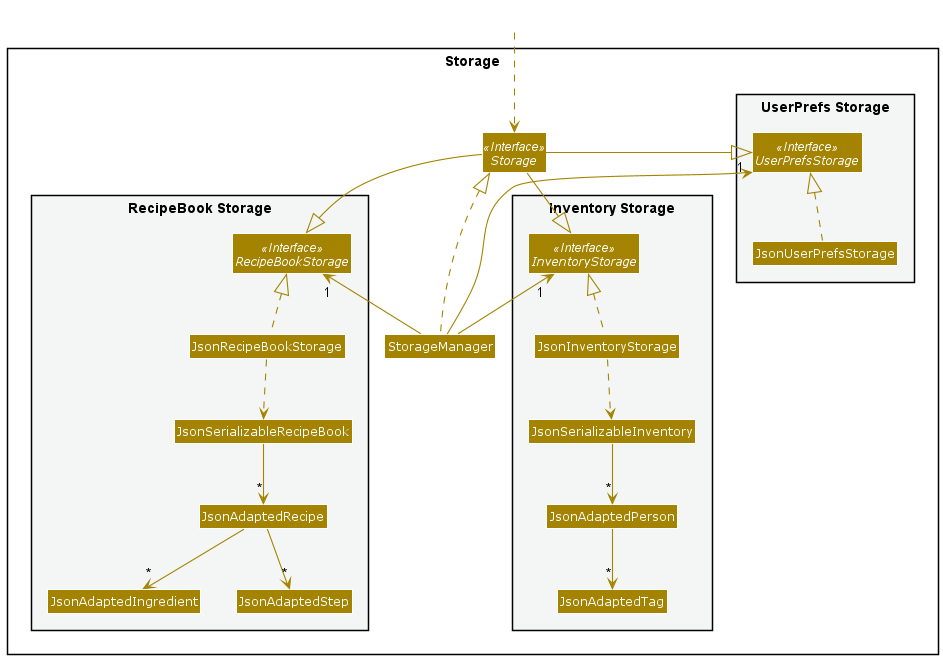 Storage
UserPrefs Storage
«Interface»
Storage
«Interface»
UserPrefsStorage
1
RecipeBook Storage
Inventory Storage
«Interface»
RecipeBookStorage
«Interface»
InventoryStorage
JsonUserPrefsStorage
1
1
JsonRecipeBookStorage
StorageManager
JsonInventoryStorage
JsonSerializableRecipeBook
JsonSerializableInventory
*
*
JsonAdaptedRecipe
JsonAdaptedPerson
*
*
*
JsonAdaptedIngredient
JsonAdaptedStep
JsonAdaptedTag